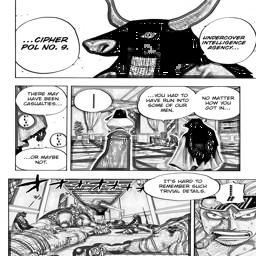 ...CIPHER
POL NO. 9.
UNDERCOVER
INTELLIGENCE
AGENCY...
THERE MAY
HAVE BEEN
CASUALTIES...
...OR MAYBE
NOT.
...YOU HAD TO
HAVE RUN INTO
SOME OF OUR
MEN.
NO MATTER
HOW YOU
GOT IN...
IT'S HARD TO
REMEMBER SUCH
TRIVIAL DETAILS.